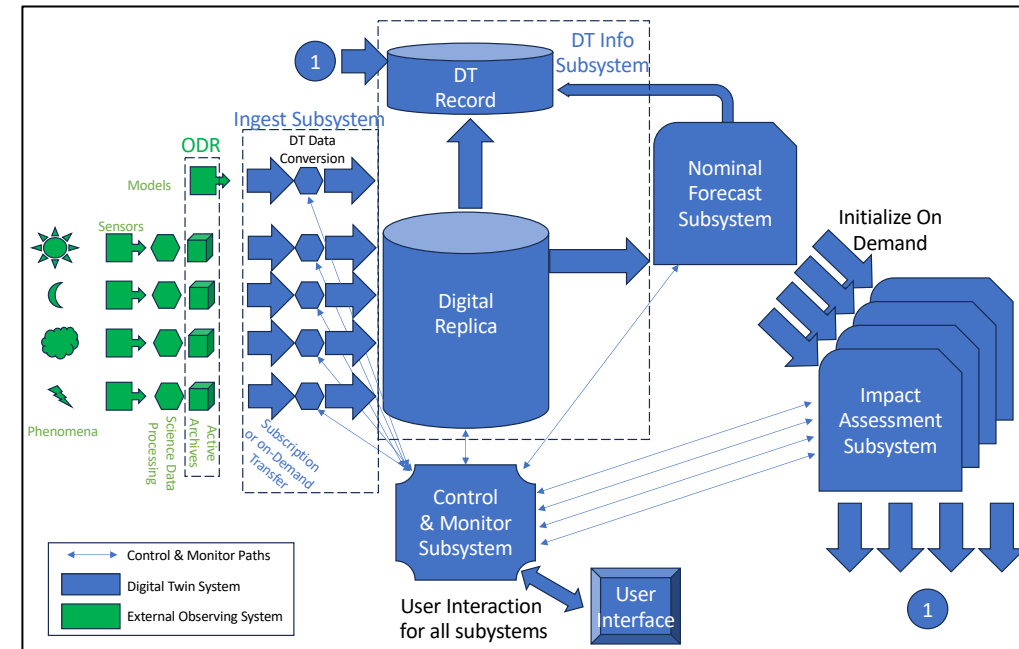 1
DT Info
Subsystem
DT
Record
Ingest Subsystem
DT Data
Conversion
ODR
Models
Nominal
Forecast
Subsystem
Initialize On
Demand
Sensors
Digital
Replica
Phenomena
Science Data
Processing
Active
Archives
Subscription
or on-Demand
Transfer
Impact
Assessment
Subsystem
Control
& Monitor
Subsystem
Control & Monitor Paths
Digital Twin System
External Observing System
User Interaction
for all subystems
User
Interface
1